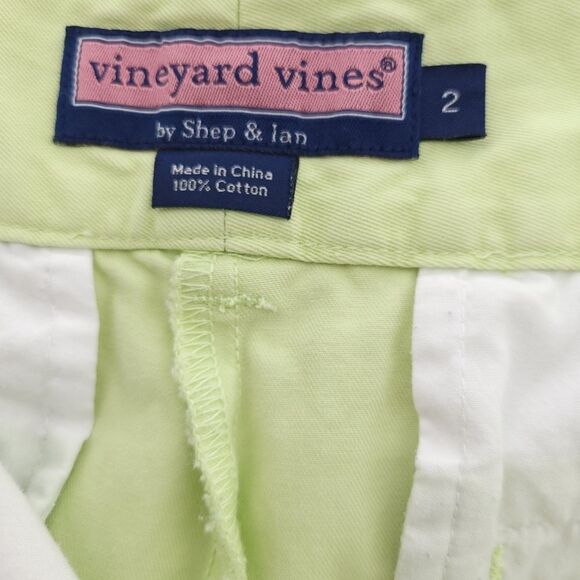 vineyard vines®
by Shep & Ian
2
Made in China
100% Cotton